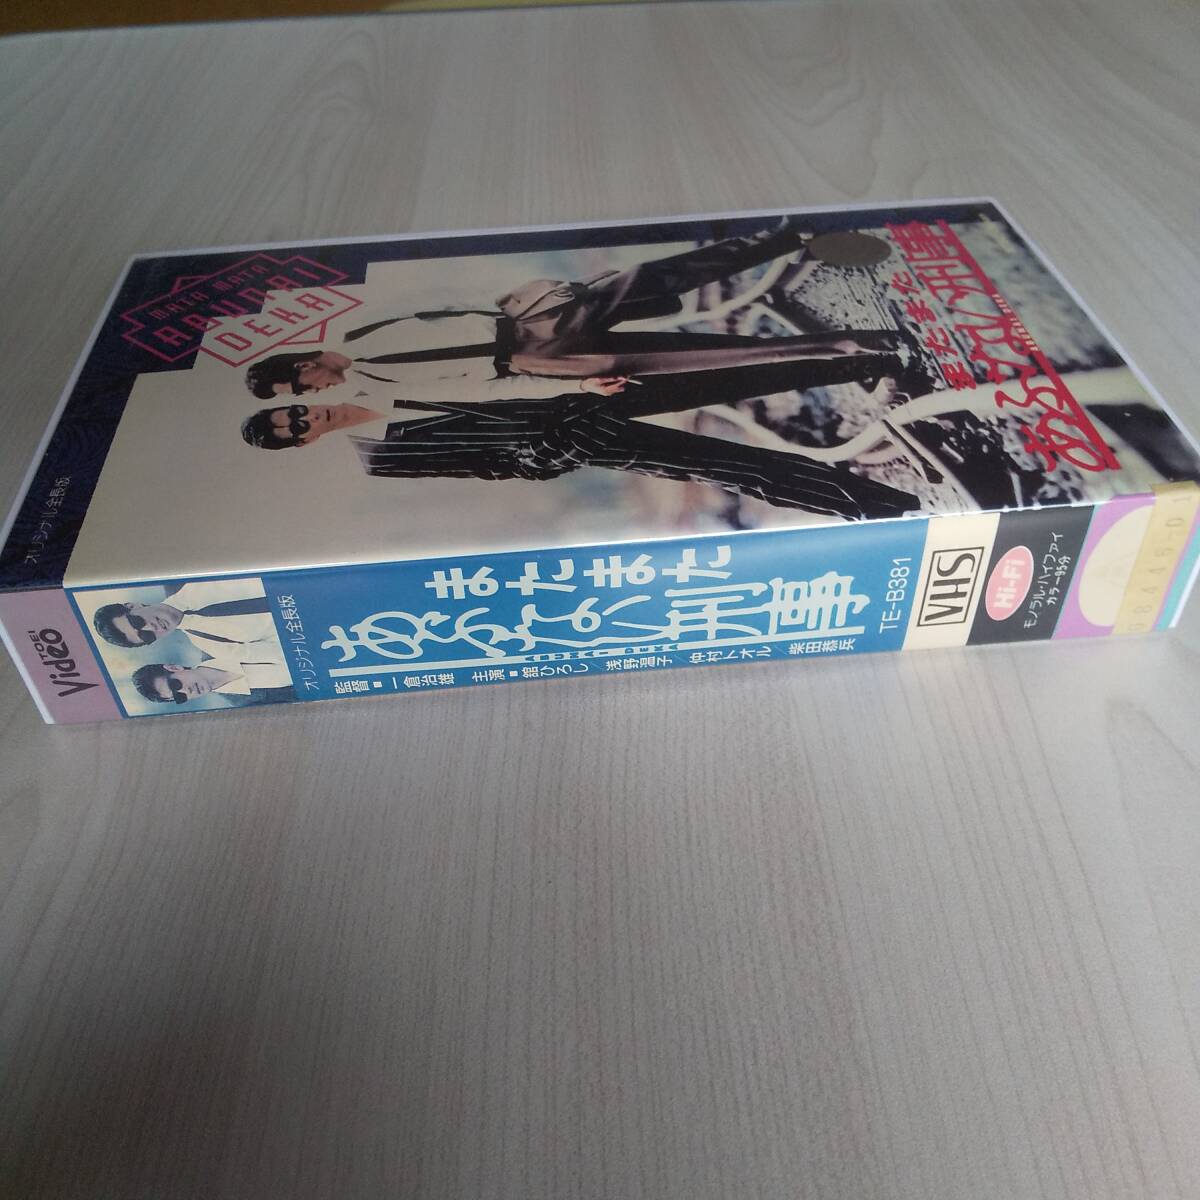 MATA MATA
ABUNAI
DEKA
オリジナル全長版
またまた
あぶない刑事
TOEI
Video
オリジナル全長版
またまた
あぶない刑事
ABUNAI DEKA
監督■一倉治雄 主演■舘ひろし/浅野温子/仲村トオル/柴田恭兵
TE-B381
VHS
Hi-Fi
モノラル・ハイファイ
カラー95分